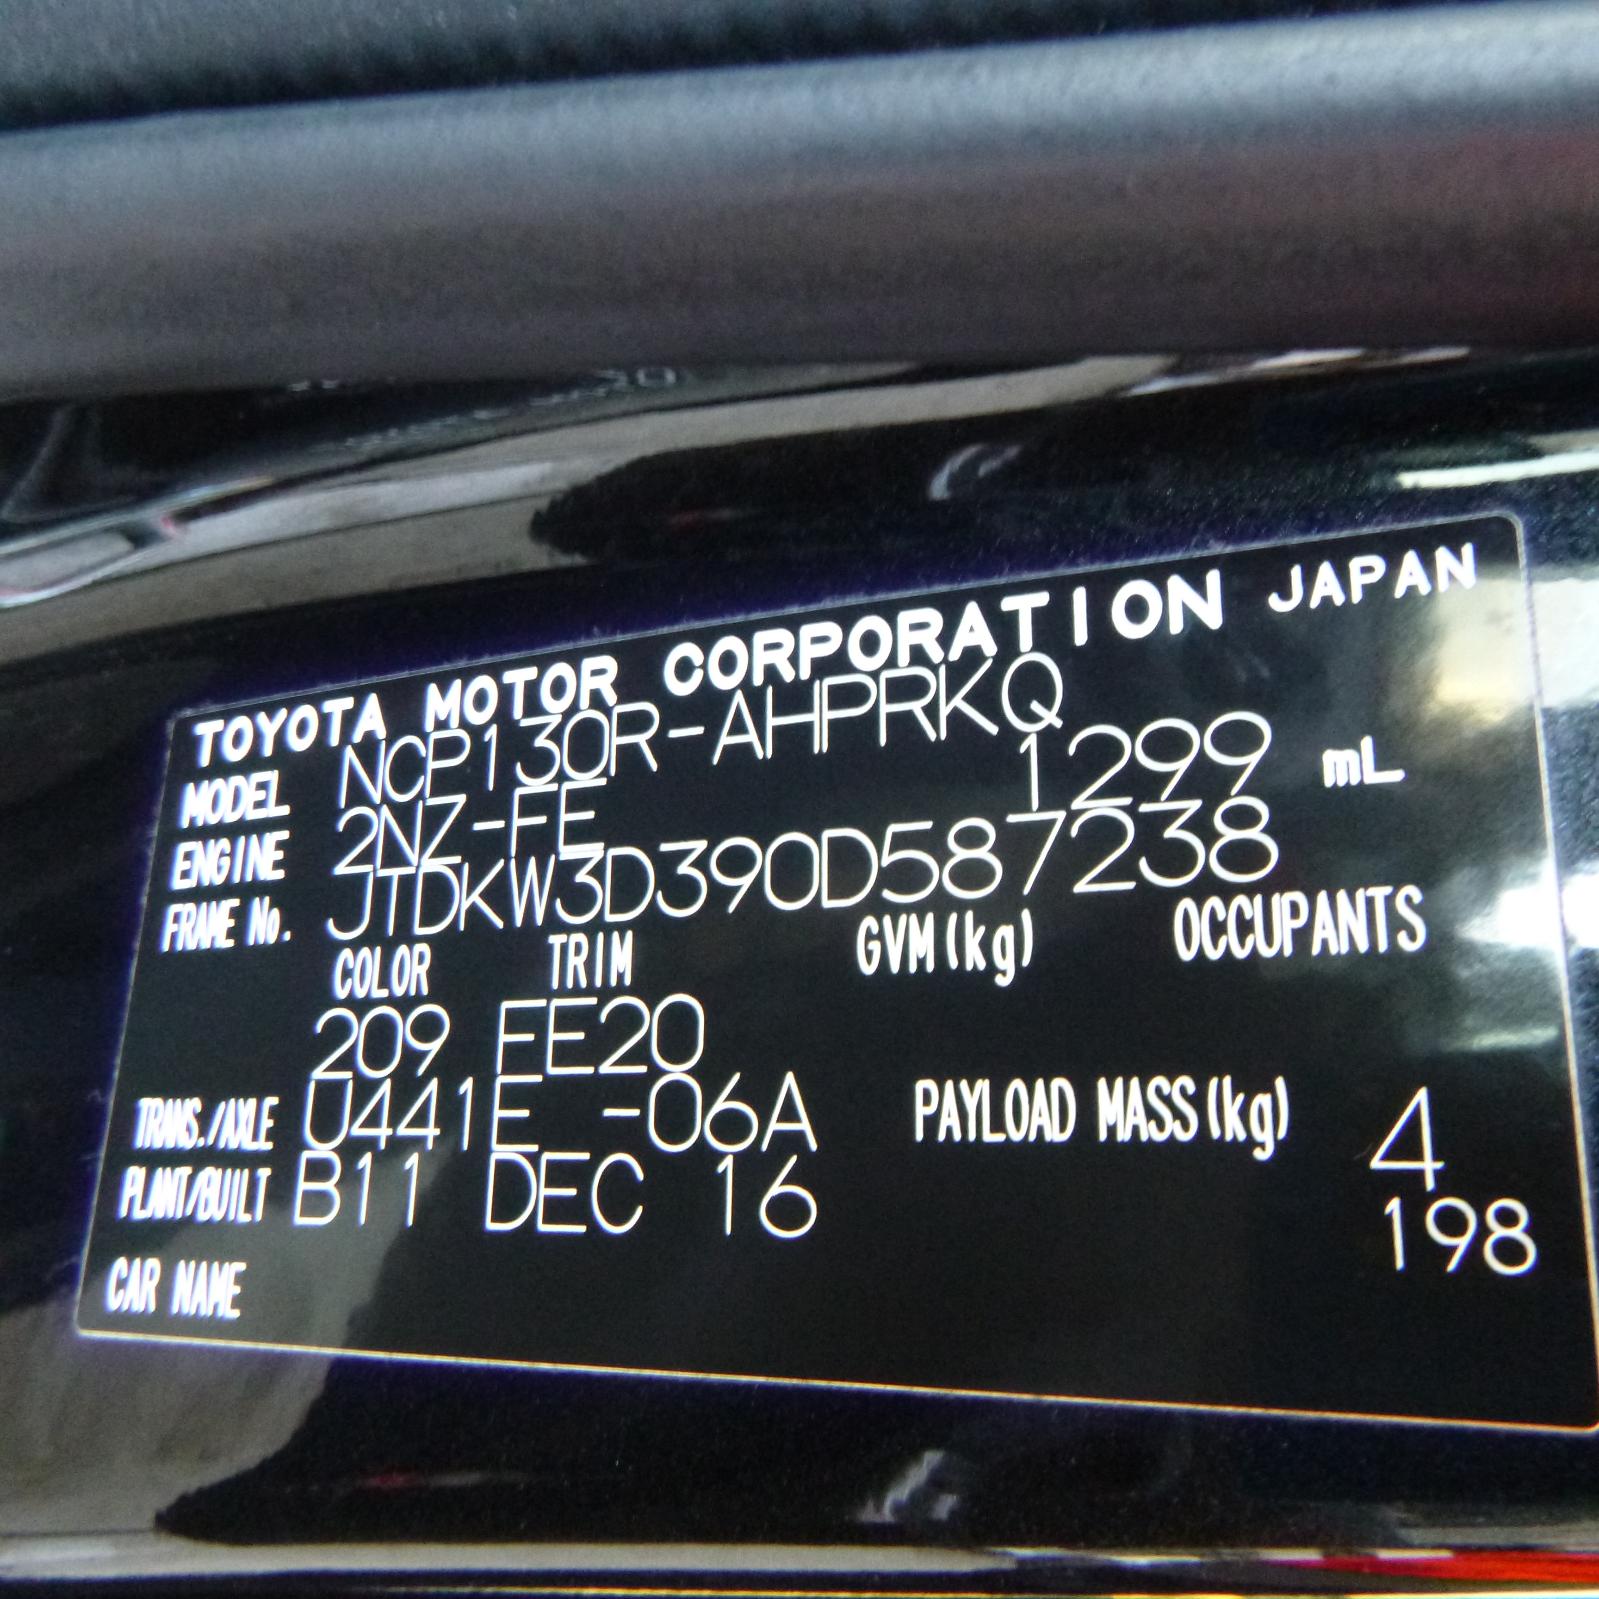 TOYOTA MOTOR CORPORATION JAPAN
MODEL NCP130R-AHPRKQ
ENGINE 2NZ-FE 1299 mL
FRAME No. JTDKW3D390D587238
COLOR TRIM GVM(kg) OCCUPANTS
209 EE20
TRANS./AXLE U441E -06A PAYLOAD MASS(kg) 4
PLANT/BUILT B11 DEC 16 198
CAR NAME